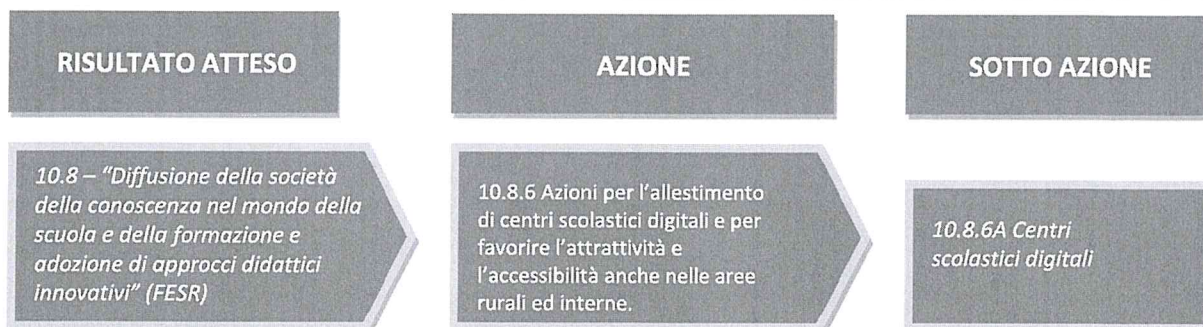 RISULTATO ATTESO
AZIONE
SOTTO AZIONE
10.8 – “Diffusione della società
della conoscenza nel mondo della
scuola e della formazione e
adozione di approcci didattici
innovativi” (FESR)
10.8.6 Azioni per l’allestimento
di centri scolastici digitali e per
favorire l’attrattività e
l’accessibilità anche nelle aree
rurali ed interne.
10.8.6A Centri
scolastici digitali